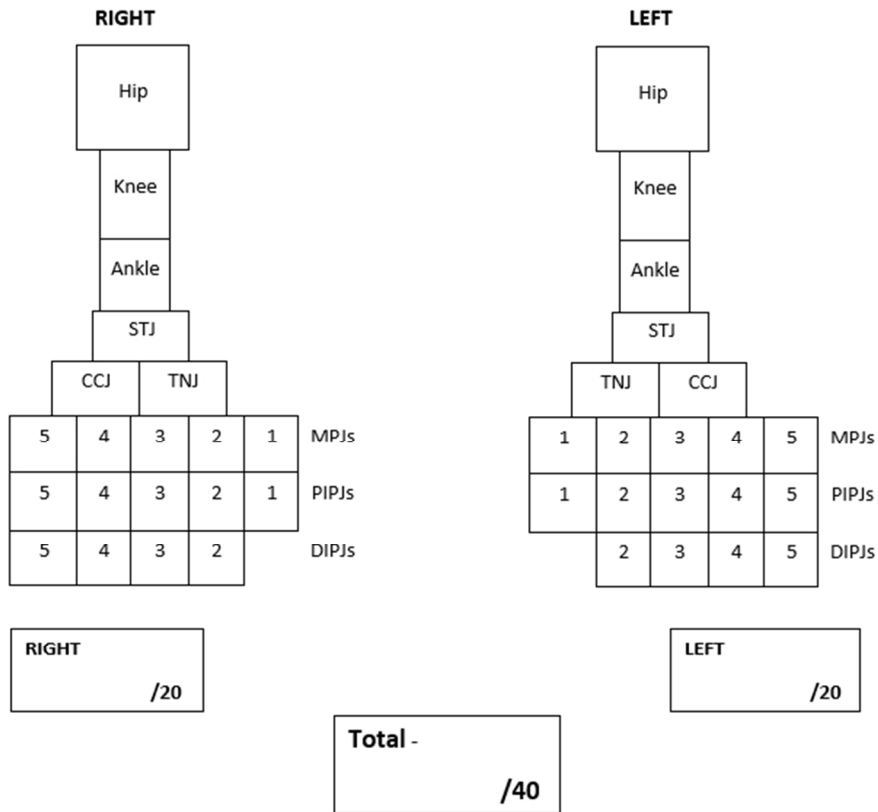 RIGHT LEFT
Hip Hip
Knee Knee
Ankle Ankle
STJ STJ
CCJ TNJ TNJ CCJ
5 4 3 2 1 MPJs 1 2 3 4 5 MPJs
5 4 3 2 1 PIPJs 1 2 3 4 5 PIPJs
5 4 3 2 DIPJs 2 3 4 5 DIPJs
RIGHT LEFT
/20 /20
Total -
/40